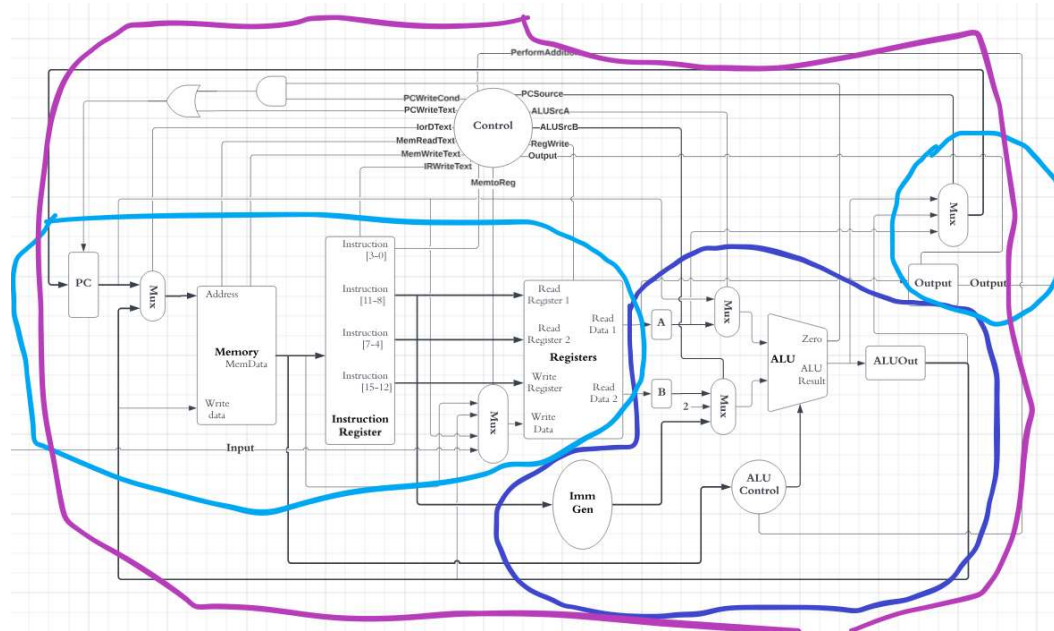 PerformAddition
PCWriteCond
PCSource
PCWriteText
ALUSrcA
Control
IorDText
ALUSrcB
MemReadText
RegWrite
MemWriteText
Output
IRWriteText
MemtoReg
Mux
Instruction
[3-0]
PC
Mux
Address
Instruction
[11-8]
Read
Register 1
Mux
Output
Output
Read
Data 1
A
Instruction
[7-4]
Read
Register 2
Registers
Memory
MemData
Zero
ALU
ALU
Result
ALUOut
Instruction
[15-12]
Write
Register
Read
Data 2
B
2
Mux
Write
data
Instruction
Register
Mux
Write
Data
Input
Imm
Gen
ALU
Control